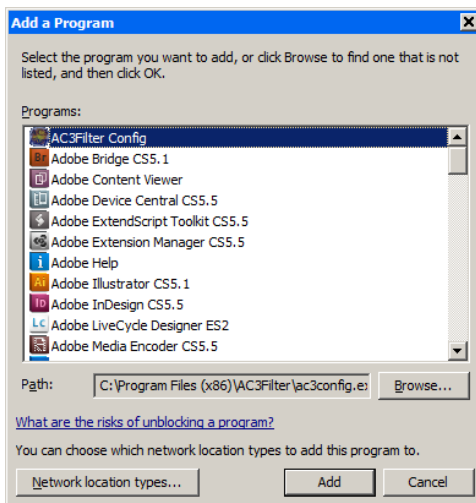 Add a Program
Select the program you want to add, or click Browse to find one that is not
listed, and then click OK.
Programs:
AC3Filter Config
Br Adobe Bridge CS5.1
Adobe Content Viewer
Adobe Device Central CS5.5
Adobe ExtendScript Toolkit CS5.5
Adobe Extension Manager CS5.5
i Adobe Help
Ai Adobe Illustrator CS5.1
ID Adobe InDesign CS5.5
LC Adobe LiveCycle Designer ES2
Adobe Media Encoder CS5.5
Path: C:\Program Files (x86)\AC3Filter\ac3config.ex Browse...
What are the risks of unblocking a program?
You can choose which network location types to add this program to.
Network location types... Add Cancel